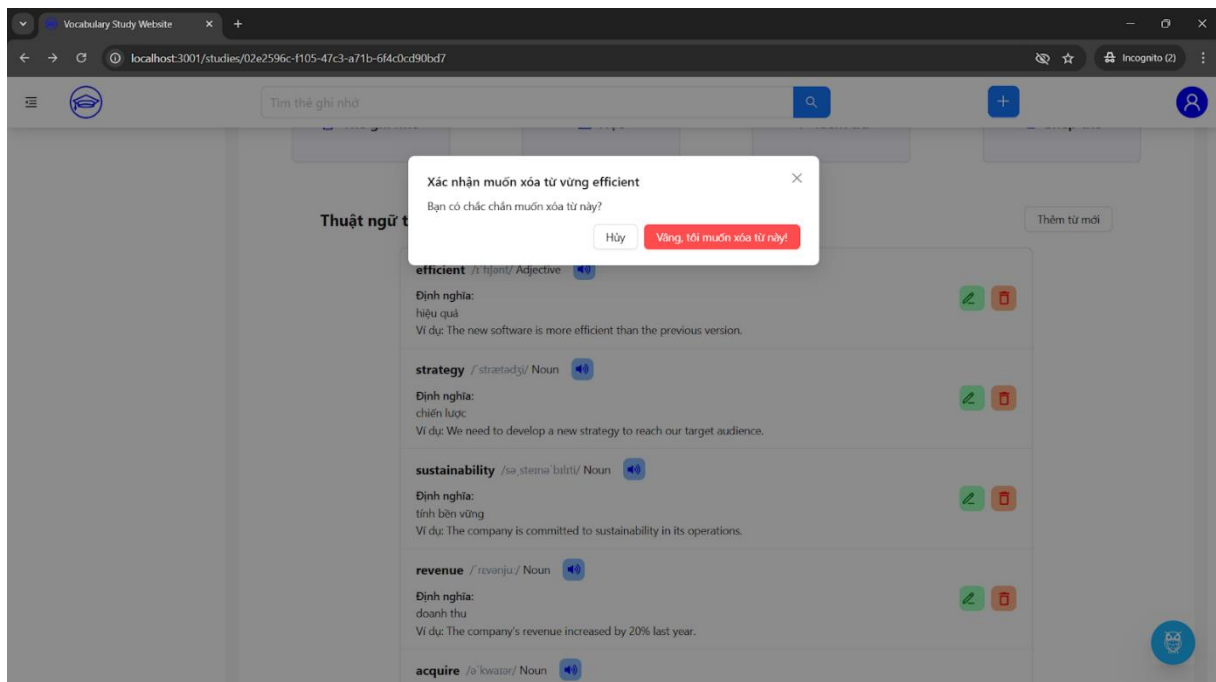 Vocabulary Study Website
localhost:3001/studies/02e2596c-f105-47c3-a71b-6f4c0cd90bd7
Incognito (2)
Tìm thẻ ghi nhớ
Xác nhận muốn xóa từ vừng efficient
Bạn có chắc chắn muốn xóa từ này?
Hủy
Vâng, tôi muốn xóa từ này!
Thuật ngữ t
Thêm từ mới
efficient Adjective
Định nghĩa:
hiệu quả
Ví dụ: The new software is more efficient than the previous version.
strategy /ˈstrætədʒi/ Noun
Định nghĩa:
chiến lược
Ví dụ: We need to develop a new strategy to reach our target audience.
sustainability /səˌsteɪnəˈbɪlɪti/ Noun
Định nghĩa:
tính bền vững
Ví dụ: The company is committed to sustainability in its operations.
revenue /ˈrɛvənjuː/ Noun
Định nghĩa:
doanh thu
Ví dụ: The company's revenue increased by 20% last year.
acquire /əˈkwaɪər/ Noun